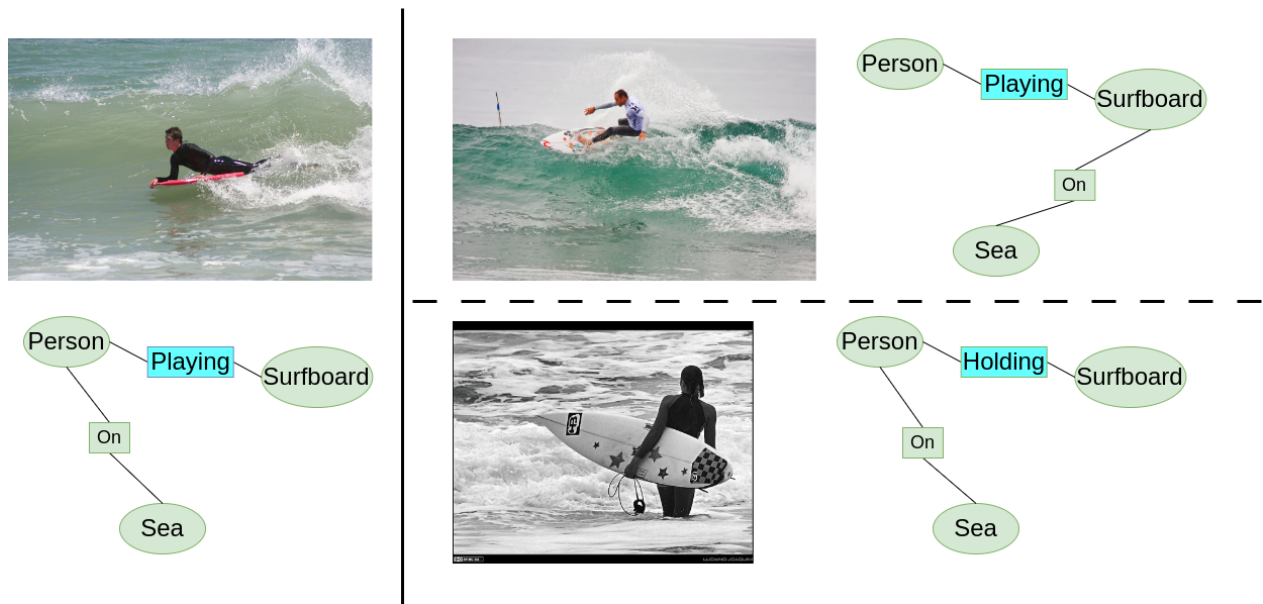 Person
Playing
Surfboard
On
Sea
Person
Playing
Surfboard
On
Sea
Person
Holding
Surfboard
On
Sea